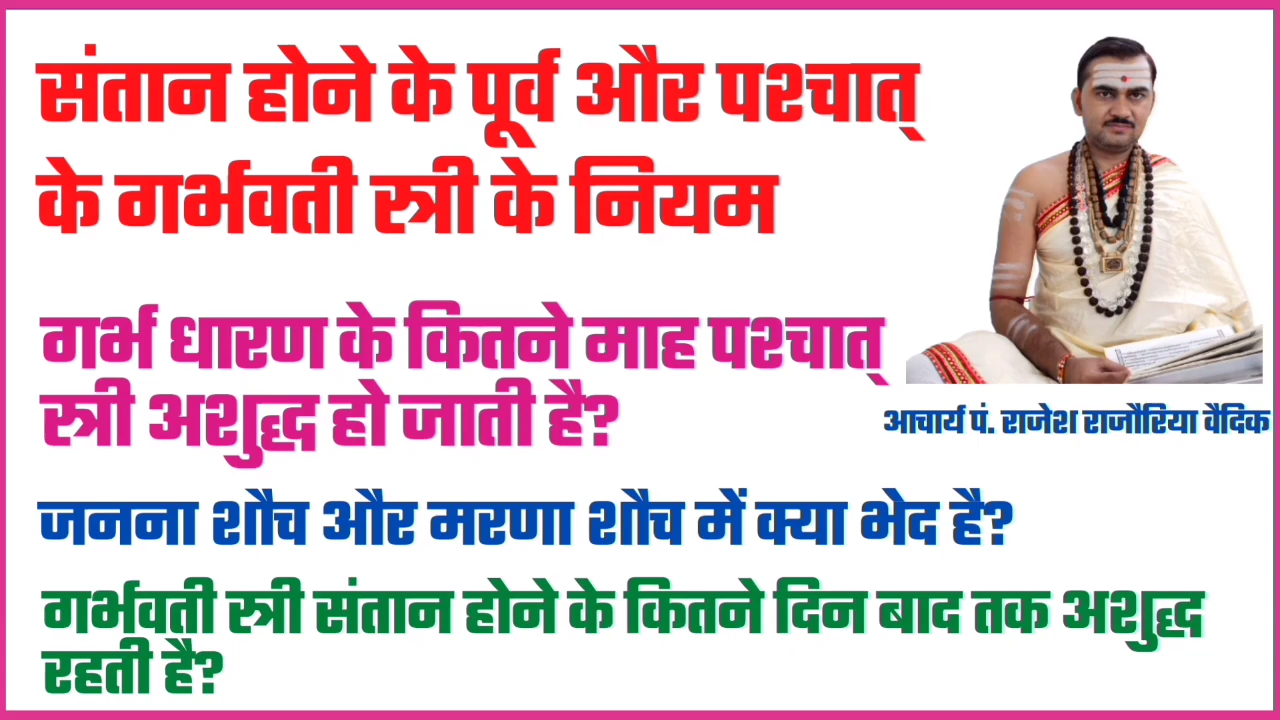 संतान होने के पूर्व और पश्चात्
के गर्भवती स्त्री के नियम
गर्भ धारण के कितने माह पश्चात्
स्त्री अशुद्ध हो जाती है?
आचार्य पं. राजेश राजौरिया वैदिक
जनना शौच और मरणा शौच में क्या भेद है?
गर्भवती स्त्री संतान होने के कितने दिन बाद तक अशुद्ध
रहती है?